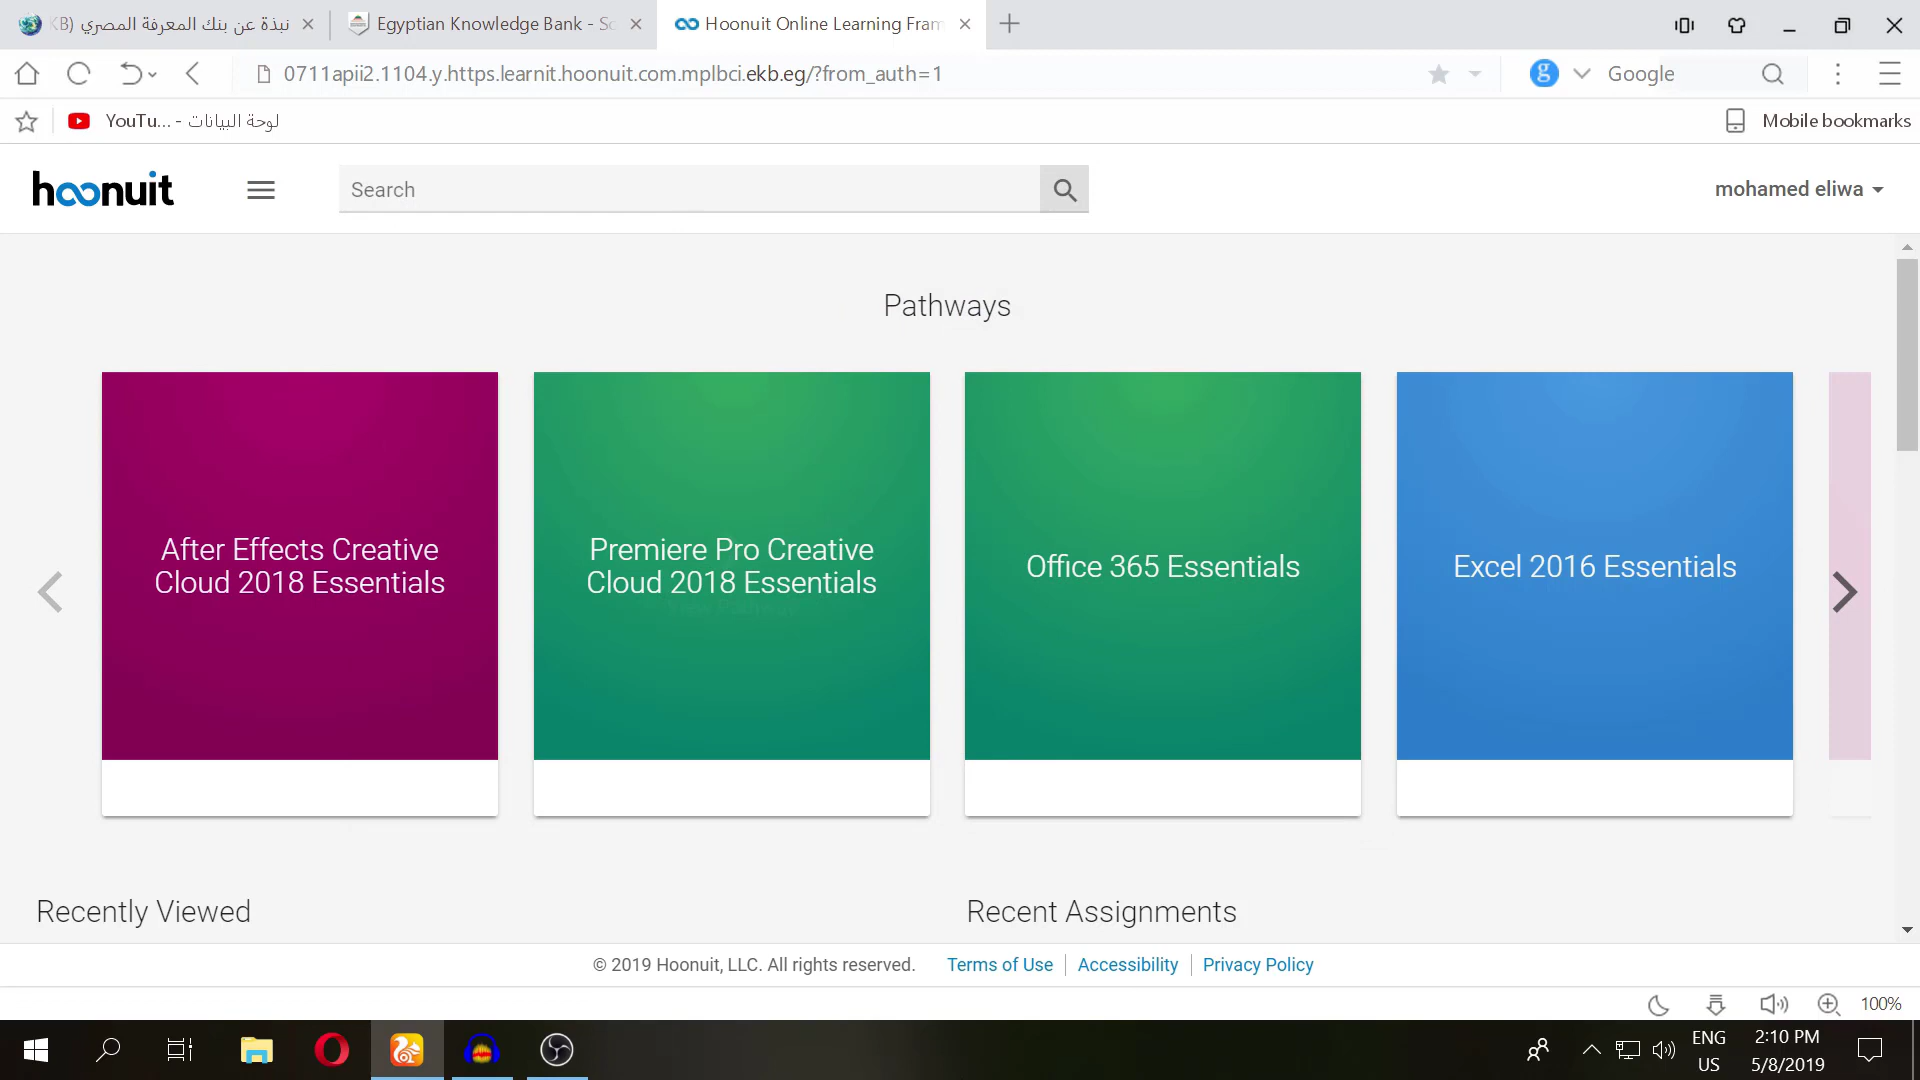 نبذة عن بنك المعرفة المصري (KB
Egyptian Knowledge Bank - Sc
Hoonuit Online Learning Fram
0711apii2.1104.y.https.learnit.hoonuit.com.mplbci.ekb.eg/?from_auth=1
Google
YouTu... - لوحة البيانات
Mobile bookmarks
hoonuit
Search
mohamed eliwa
Pathways
After Effects Creative
Cloud 2018 Essentials
Premiere Pro Creative
Cloud 2018 Essentials
View Pathway
Office 365 Essentials
Excel 2016 Essentials
Recently Viewed
Recent Assignments
© 2019 Hoonuit, LLC. All rights reserved.
Terms of Use
Accessibility
Privacy Policy
100%
ENG
US
2:10 PM
5/8/2019